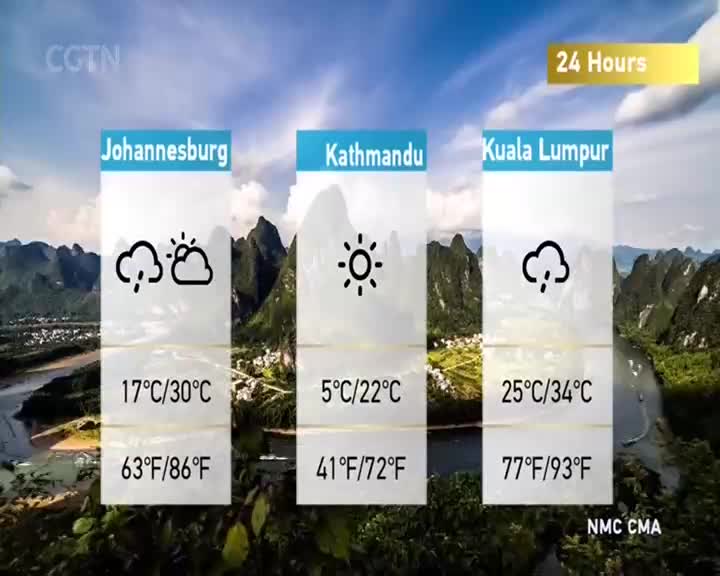 CGTN
24 Hours
Johannesburg
Kathmandu
Kuala Lumpur
17°C/30°C
5°C/22°C
25°C/34°C
63°F/86°F
41°F/72°F
77°F/93°F
NMC CMA